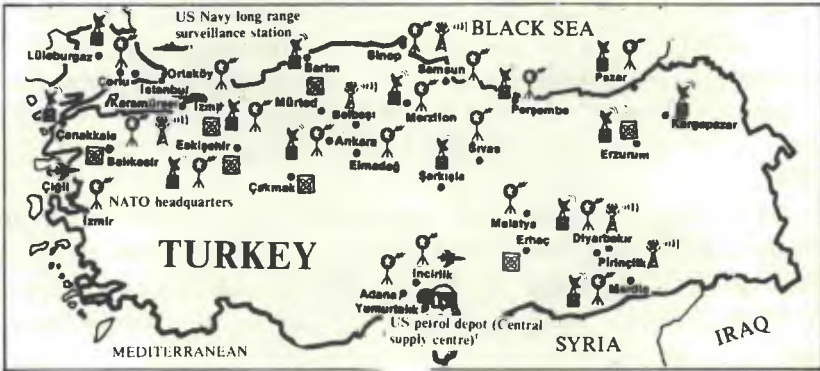 US Navy long range
surveillance station
BLACK SEA
Lüleburgaz
Çorlu
İstanbul
Ortaköy
Bartın
Sinop
Samsun
Pazar
Karamürsel
İzmit
Mürted
Belbaşı
Merzifon
Perşembe
Kargapazar
Çanakkale
Balıkesir
Eskişehir
Ankara
Elmadağ
Sivas
Erzurum
Çiğli
Çakmak
Şarkışla
İzmir
NATO headquarters
Malatya
Erhaç
Diyarbakır
Pirinçlik
TURKEY
İncirlik
Adana
Yumurtalık
Mardin
US petrol depot (Central
supply centre)
MEDITERRANEAN
SYRIA
IRAQ